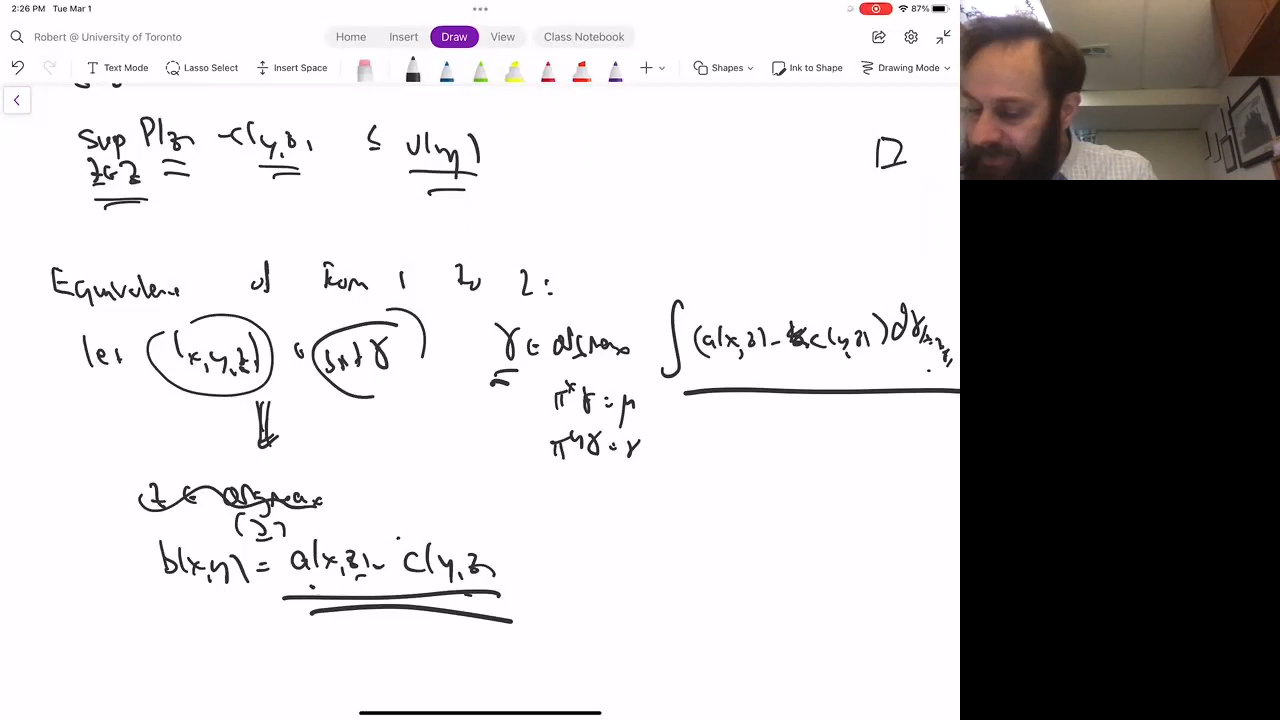 2:26 PM Tue Mar 1
87%
Robert @ University of Toronto
Home Insert Draw View Class Notebook
Text Mode Lasso Select Insert Space Shapes Ink to Shape Drawing Mode
sup P(z) - c(y,z) ≤ v(y)
z∈Z
Equivalence of from 1 to 2:
let (x,y,z) ∈ spt γ γ ∈ argmax ∫(a(x,z) - c(y,z))dγ
π^x γ = μ
π^y γ = ν
z ∈ argmax
(≥)
b(x,y) = a(x,z) - c(y,z)